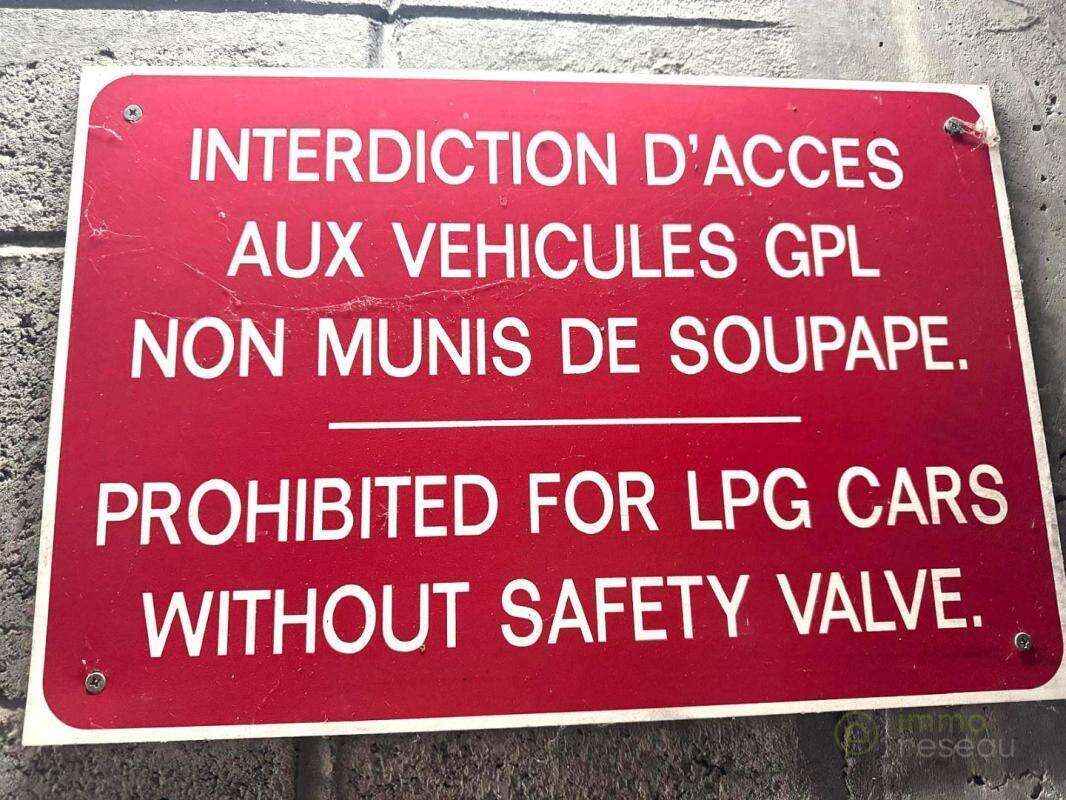 INTERDICTION D'ACCES
AUX VEHICULES GPL
NON MUNIS DE SOUPAPE.
PROHIBITED FOR LPG CARS
WITHOUT SAFETY VALVE.
immo
reseau